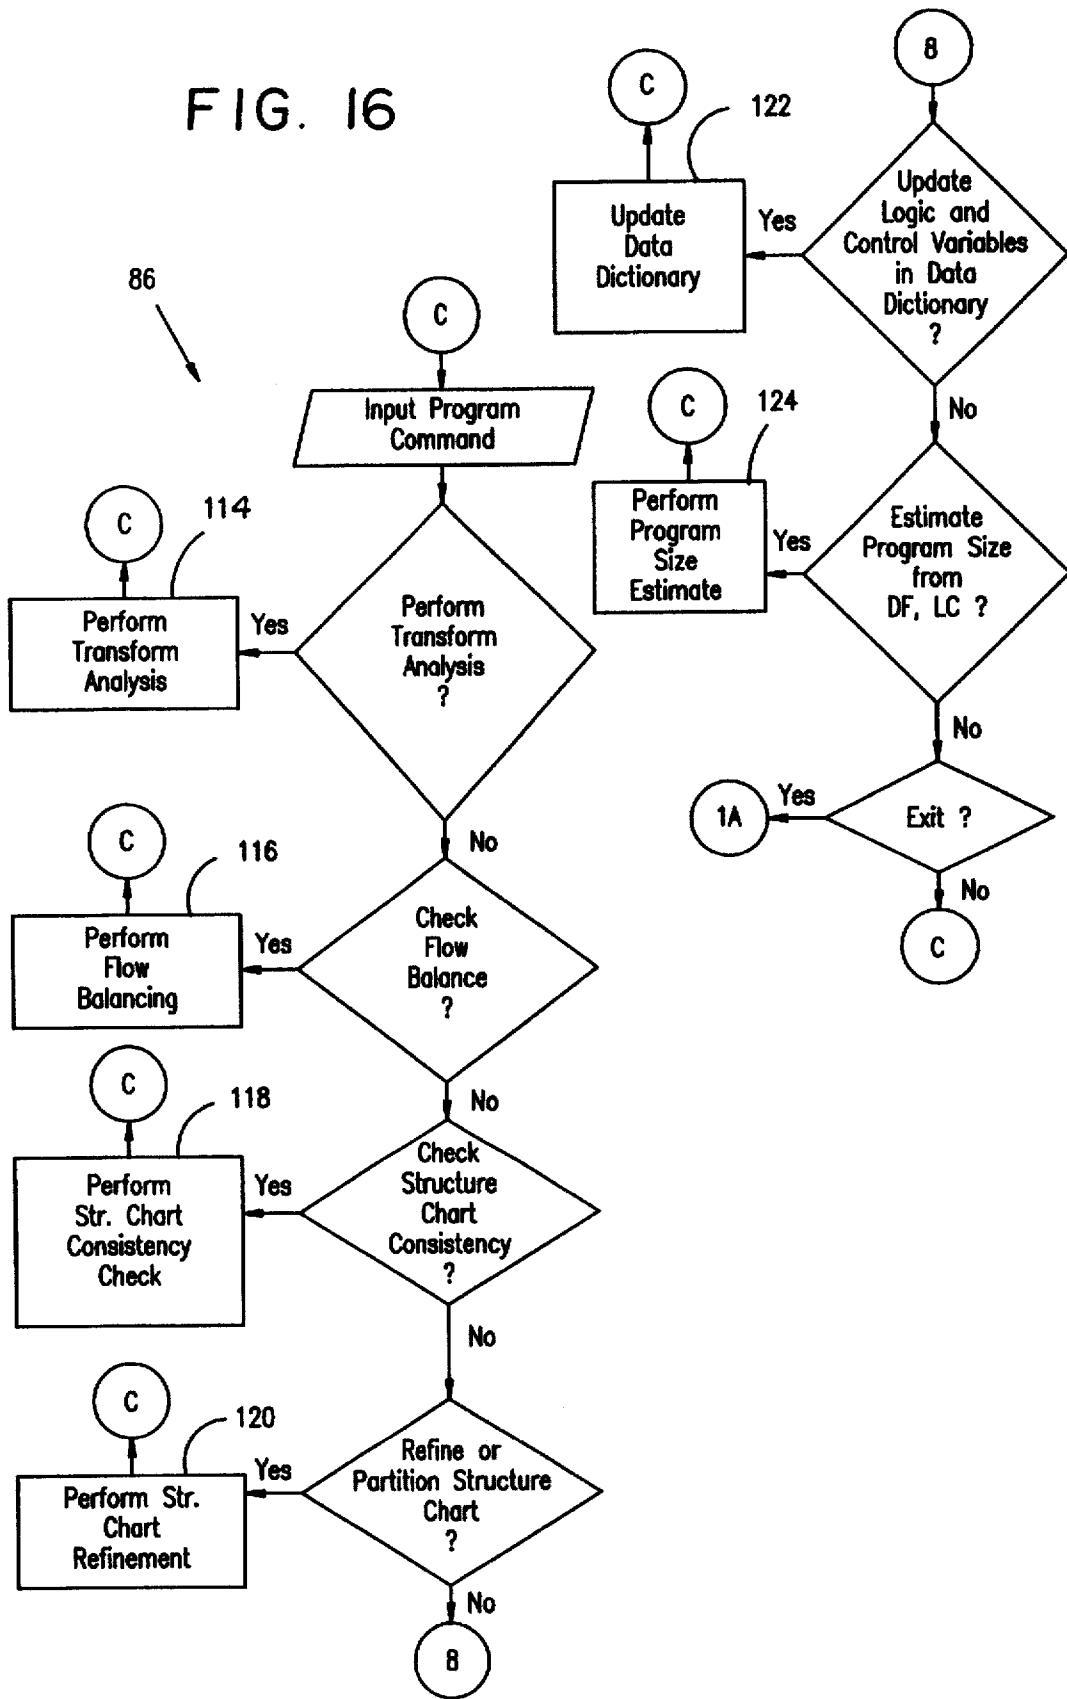 FIG. 16
86
C
Input Program
Command
Perform
Transform
Analysis
?
Yes
114
C
Perform
Transform
Analysis
No
Check
Flow
Balance
?
Yes
116
C
Perform
Flow
Balancing
No
Check
Structure
Chart
Consistency
?
Yes
118
C
Perform
Str. Chart
Consistency
Check
No
Refine or
Partition Structure
Chart
?
Yes
120
C
Perform Str.
Chart
Refinement
No
8
8
Update
Logic and
Control Variables
in Data
Dictionary
?
Yes
122
C
Update
Data
Dictionary
No
Estimate
Program Size
from
DF, LC ?
Yes
124
C
Perform
Program
Size
Estimate
No
Exit ?
Yes
1A
No
C